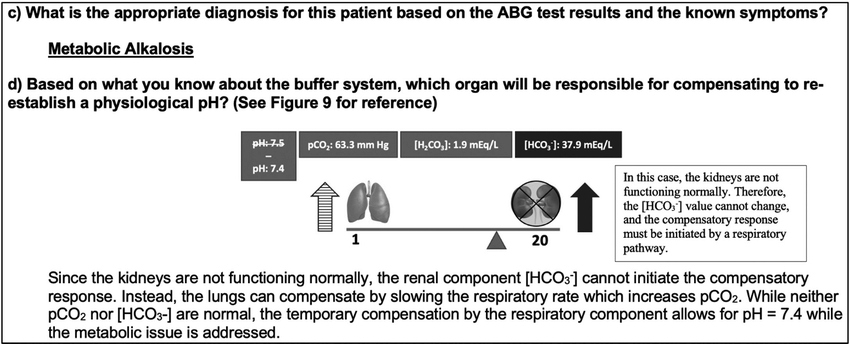 c) What is the appropriate diagnosis for this patient based on the ABG test results and the known symptoms?
Metabolic Alkalosis
d) Based on what you know about the buffer system, which organ will be responsible for compensating to re-
establish a physiological pH? (See Figure 9 for reference)
pH: 7.5
–
pH: 7.4
pCO₂: 63.3 mm Hg
[H₂CO₃]: 1.9 mEq/L
[HCO₃⁻]: 37.9 mEq/L
In this case, the kidneys are not
functioning normally. Therefore,
the [HCO₃⁻] value cannot change,
and the compensatory response
must be initiated by a respiratory
pathway.
1
20
Since the kidneys are not functioning normally, the renal component [HCO₃⁻] cannot initiate the compensatory
response. Instead, the lungs can compensate by slowing the respiratory rate which increases pCO₂. While neither
pCO₂ nor [HCO₃-] are normal, the temporary compensation by the respiratory component allows for pH = 7.4 while
the metabolic issue is addressed.